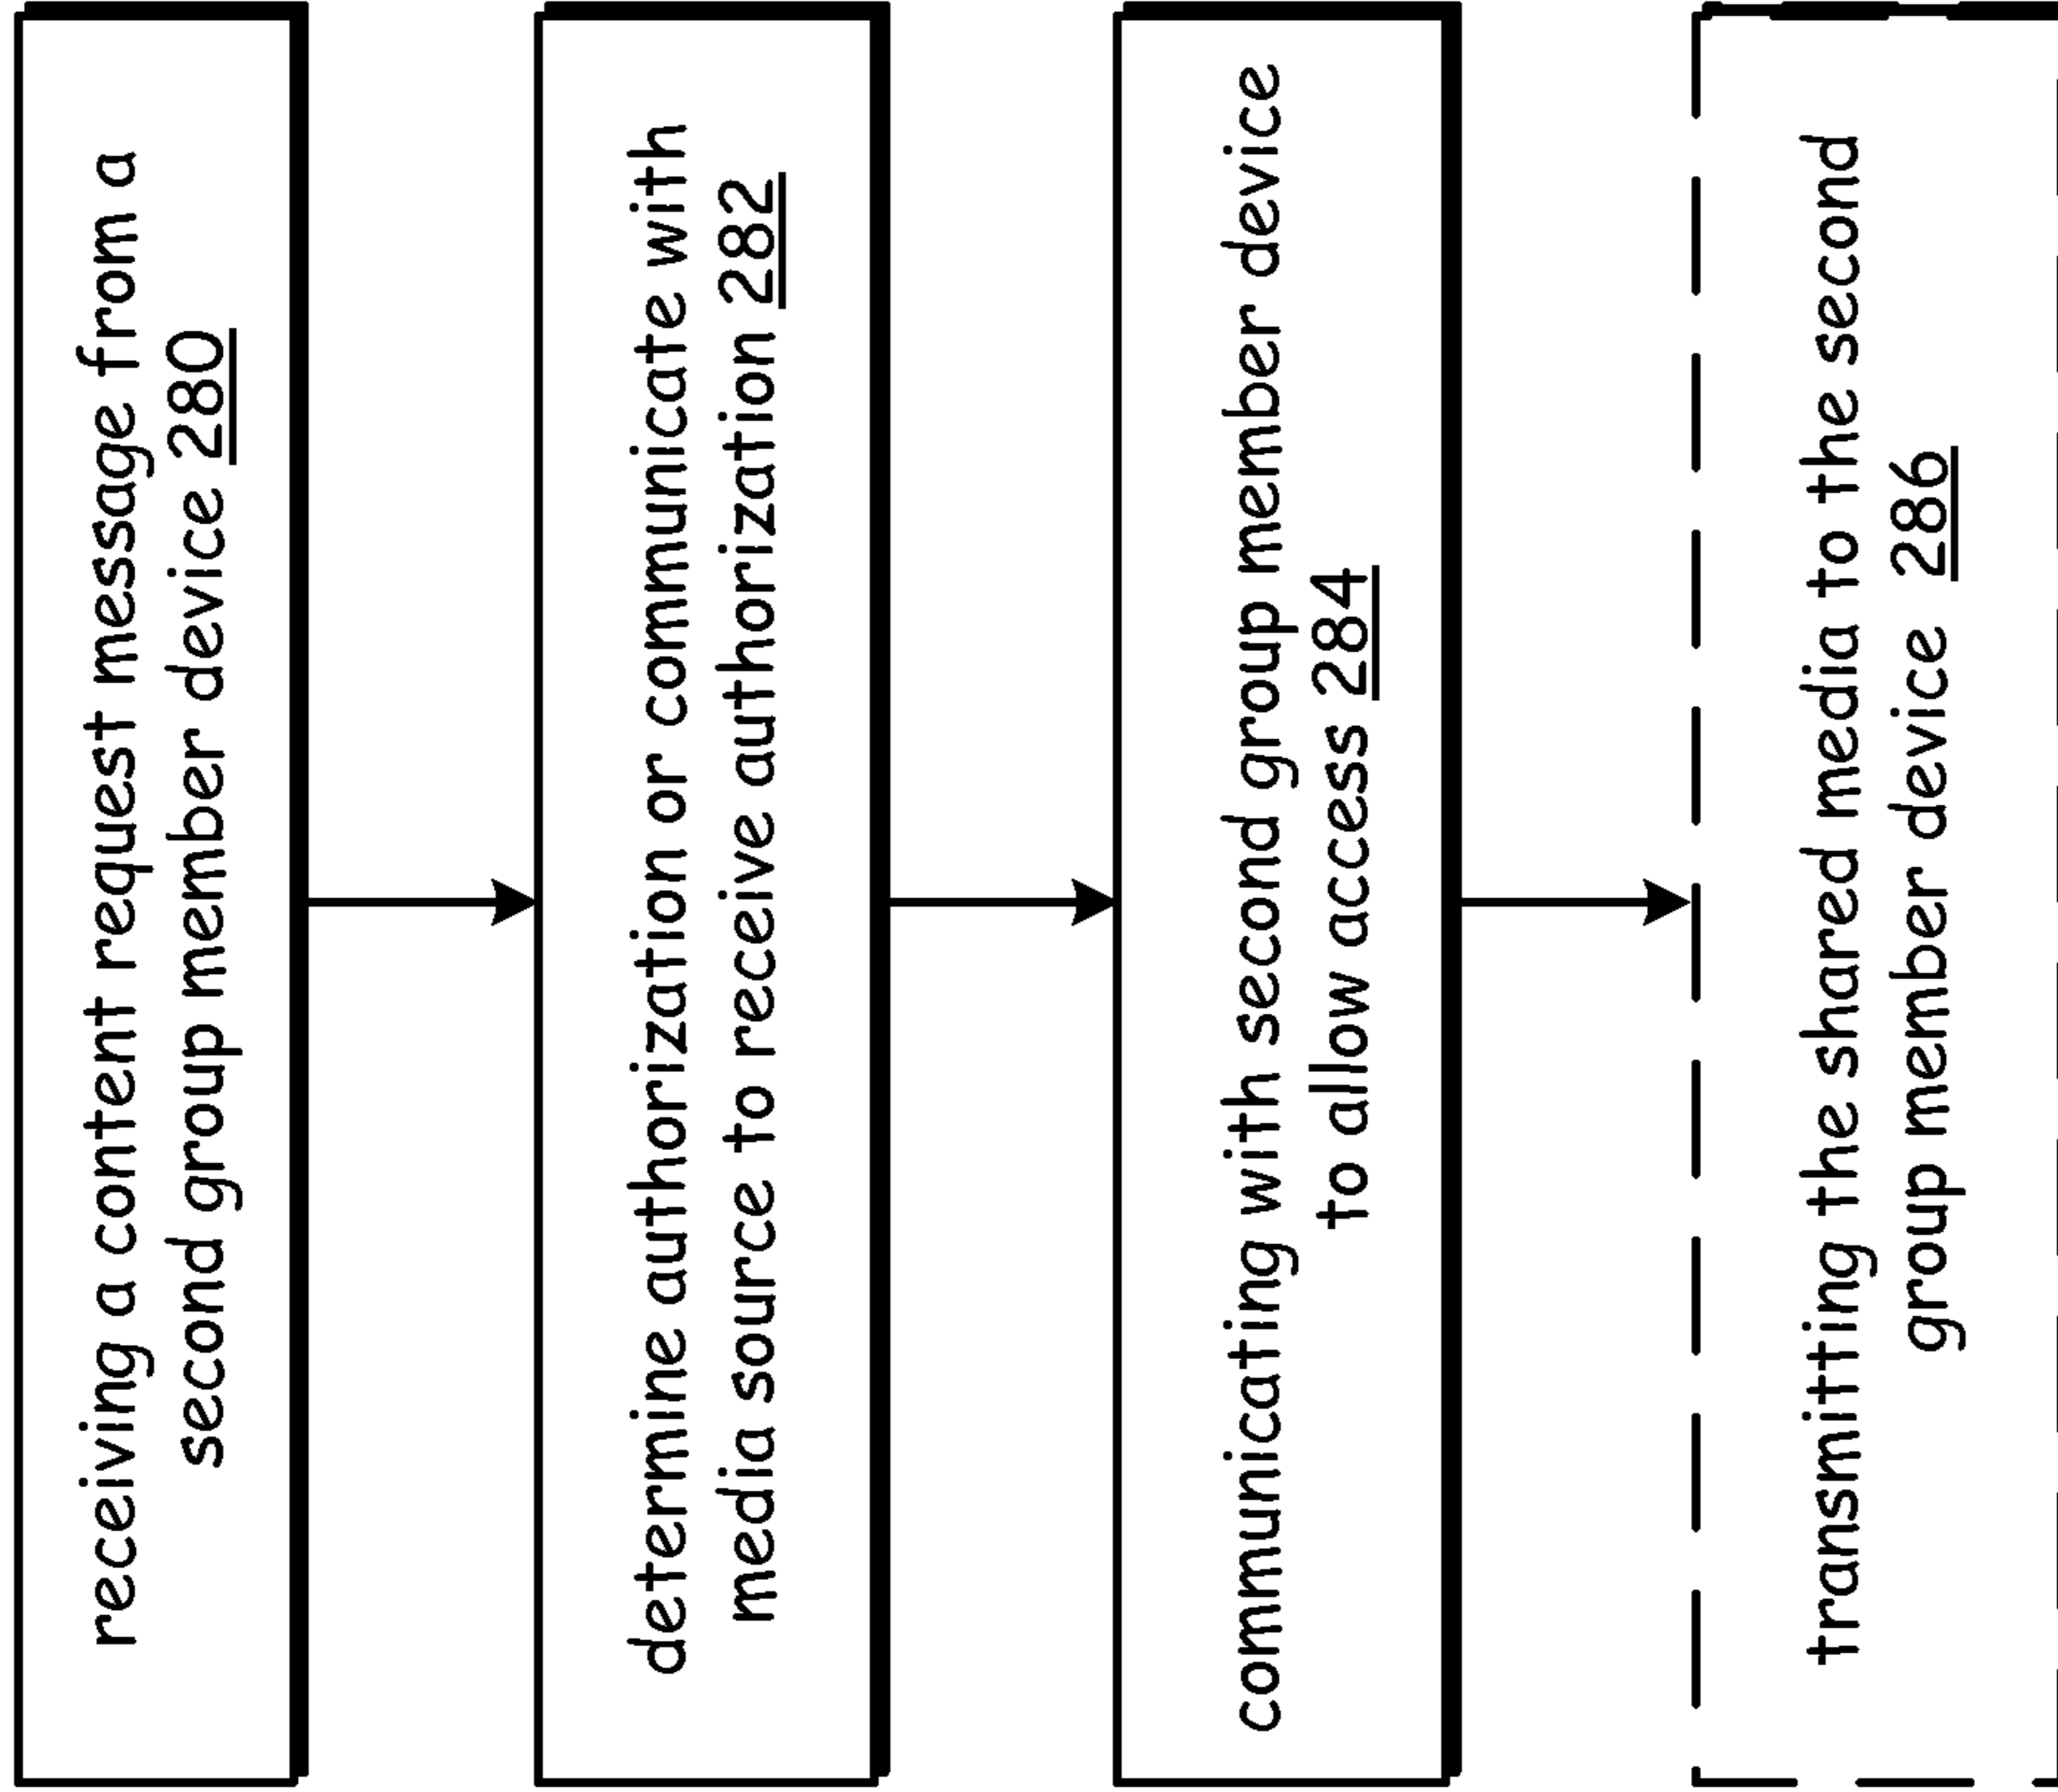 receiving a content request message from a
second group member device 280
determine authorization or communicate with
media source to receive authorization 282
communicating with second group member device
to allow access 284
transmitting the shared media to the second
group member device 286